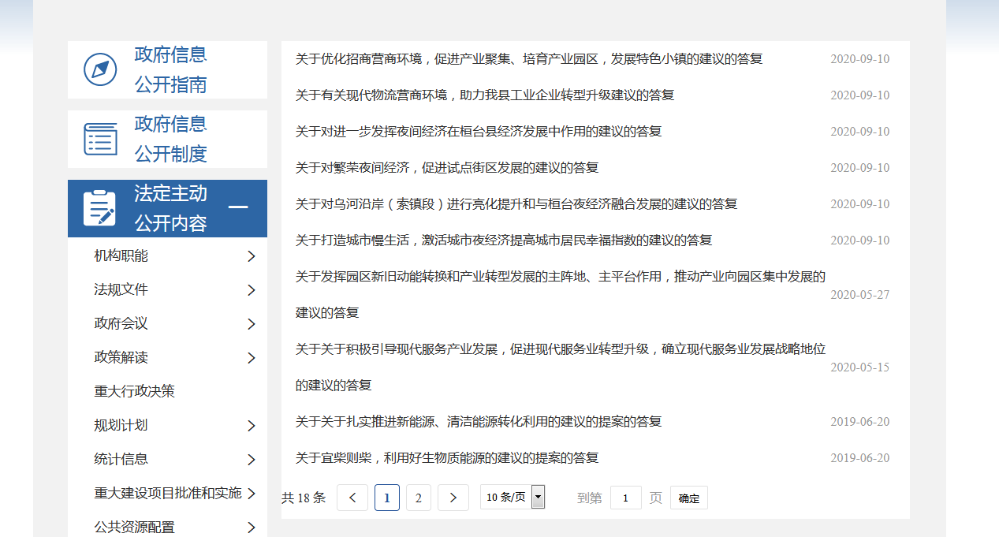 政府信息
公开指南
政府信息
公开制度
法定主动
公开内容
机构职能
法规文件
政府会议
政策解读
重大行政决策
规划计划
统计信息
重大建设项目批准和实施
公共资源配置
关于优化招商营商环境，促进产业聚集、培育产业园区，发展特色小镇的建议的答复 2020-09-10
关于有关现代物流营商环境，助力我县工业企业转型升级建议的答复 2020-09-10
关于对进一步发挥夜间经济在桓台县经济发展中作用的建议的答复 2020-09-10
关于对繁荣夜间经济，促进试点街区发展的建议的答复 2020-09-10
关于对乌河沿岸（索镇段）进行亮化提升和与桓台夜经济融合发展的建议的答复 2020-09-10
关于打造城市慢生活，激活城市夜经济提高城市居民幸福指数的建议的答复 2020-09-10
关于发挥园区新旧动能转换和产业转型发展的主阵地、主平台作用，推动产业向园区集中发展的
建议的答复
2020-05-27
关于关于积极引导现代服务产业发展，促进现代服务业转型升级，确立现代服务业发展战略地位
的建议的答复
2020-05-15
关于关于扎实推进新能源、清洁能源转化利用的建议的提案的答复 2019-06-20
关于宜柴则柴，利用好生物质能源的建议的提案的答复 2019-06-20
共 18 条 1 2 10 条/页 到第 1 页 确定